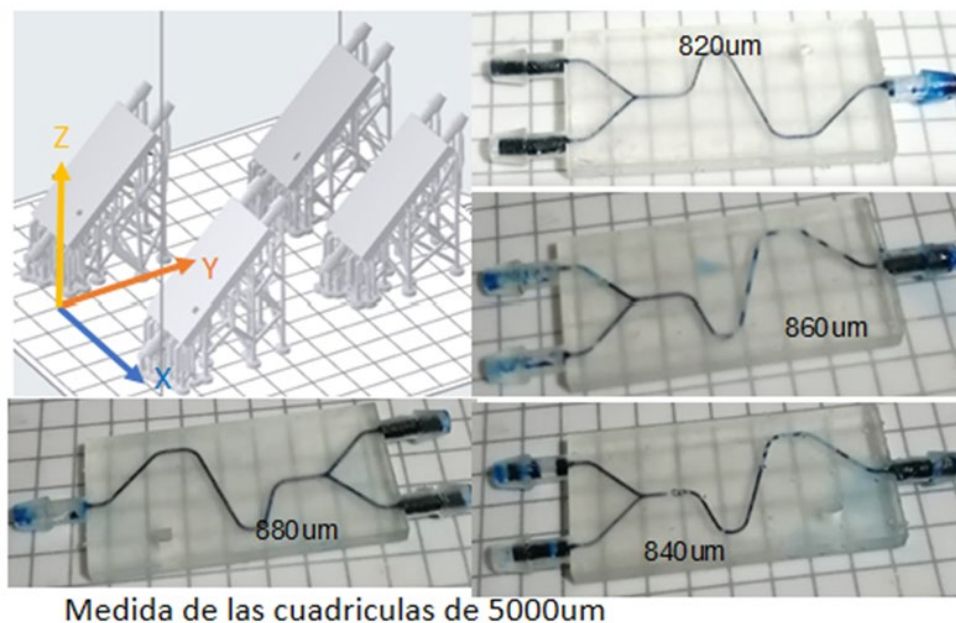 Z
Y
X
820um
860um
880um
840um
Medida de las cuadriculas de 5000um